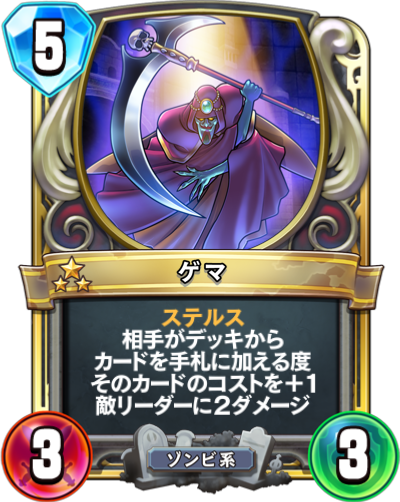 5
ゲマ
ステルス
相手がデッキから
カードを手札に加える度
そのカードのコストを＋1
敵リーダーに2ダメージ
3
ゾンビ系
3